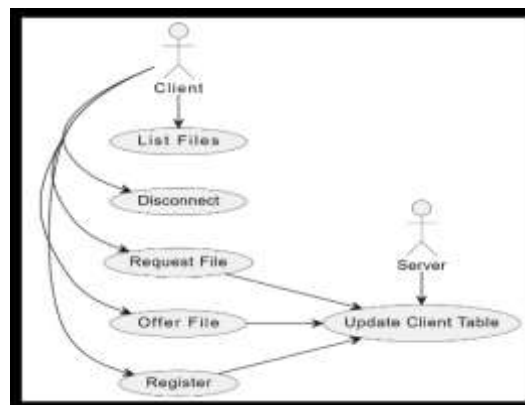 Client
List Files
Disconnect
Request File
Server
Offer File
Update Client Table
Register